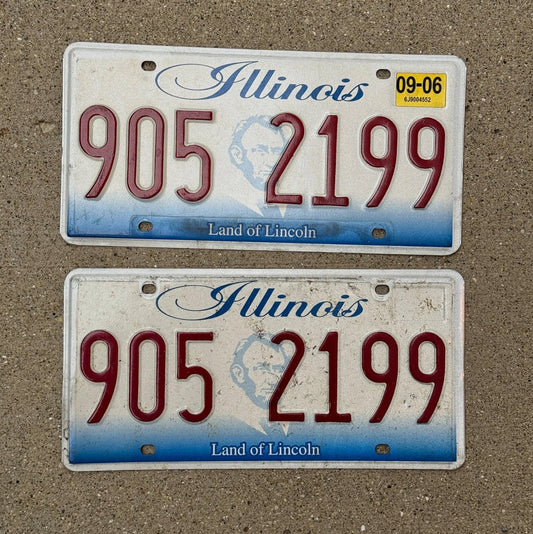 Illinois
09-06
6J9004552
905 2199
Land of Lincoln
Illinois
905 2199
Land of Lincoln